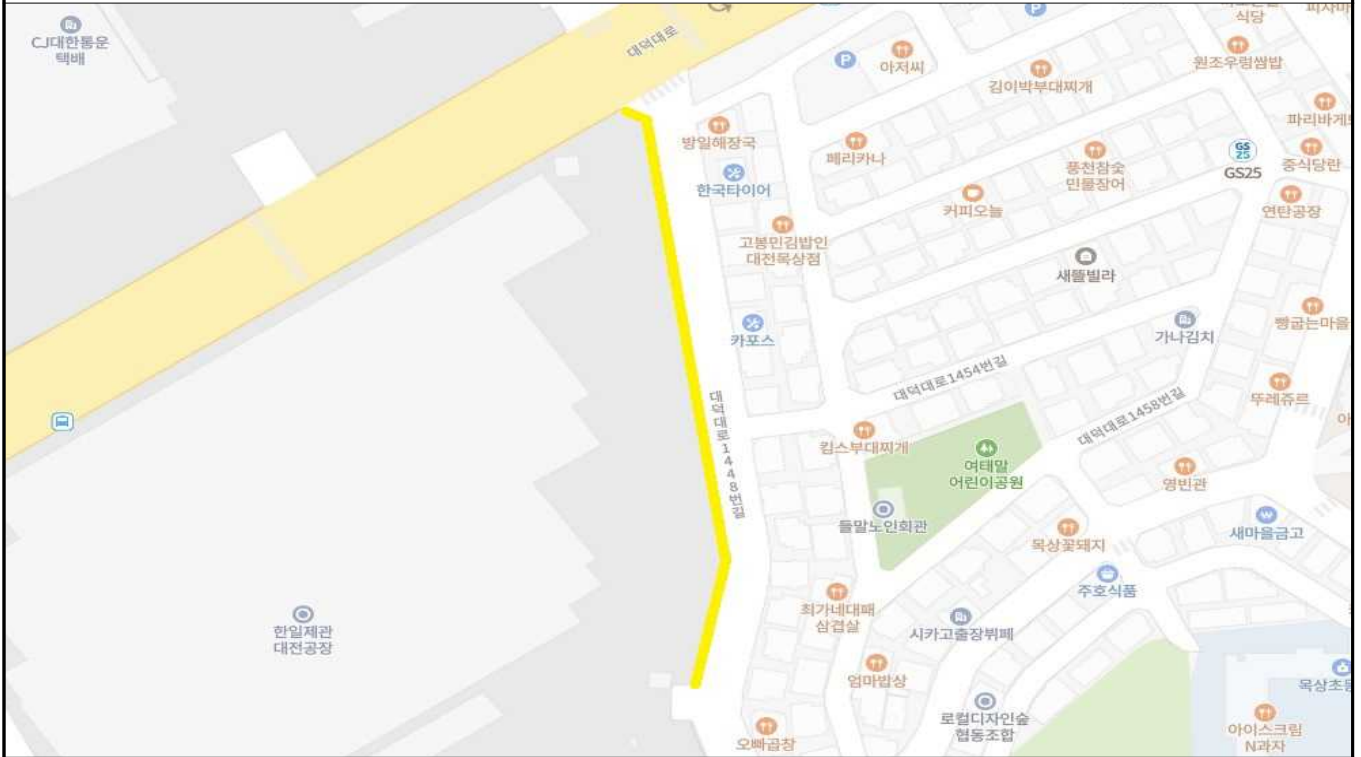 식당
CJ대한통운
택배
대덕대로
P
P
아저씨
원조우렁쌈밥
김이박부대찌개
파리바게뜨
방일해장국
페리카나
풍천참숯
민물장어
GS
25
GS25
중식당란
한국타이어
커피오늘
연탄공장
고봉민김밥인
대전목상점
새뜰빌라
카포스
가나김치
빵굽는마을
대덕대로1454번길
뚜레쥬르
대덕대로1448번길
대덕대로1458번길
킴스부대찌개
여태말
어린이공원
영빈관
들말노인회관
새마을금고
목상꽃돼지
주호식품
최가네대패
삼겹살
한일제관
대전공장
시카고출장뷔페
엄마밥상
목상초등
로컬디자인숲
협동조합
오빠곱창
아이스크림
N과자